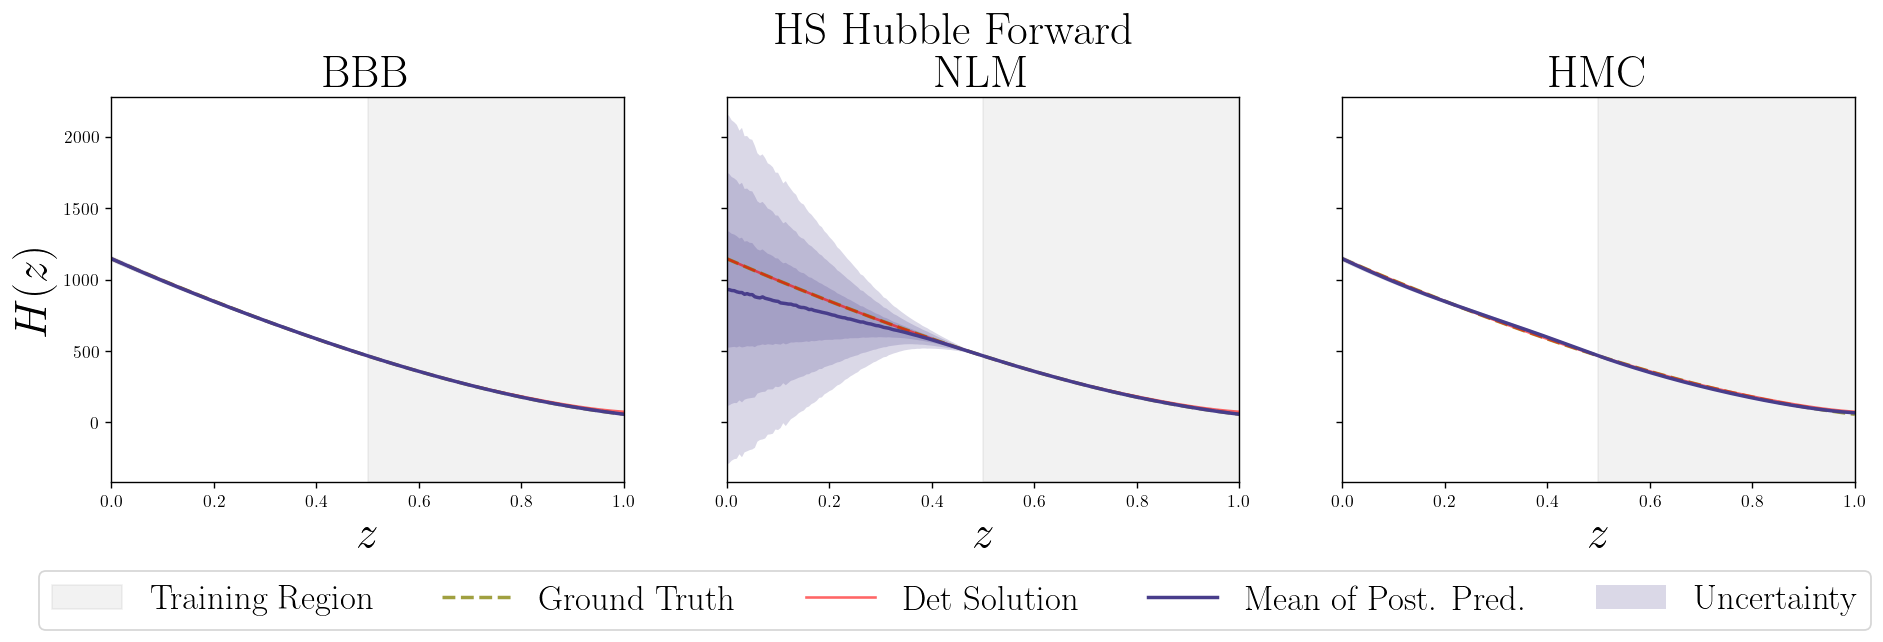 HS Hubble Forward
BBB
NLM
HMC
H(z)
2000
1500
1000
500
0
0.0 0.2 0.4 0.6 0.8 1.0
0.0 0.2 0.4 0.6 0.8 1.0
0.0 0.2 0.4 0.6 0.8 1.0
z
z
z
Training Region Ground Truth Det Solution Mean of Post. Pred. Uncertainty